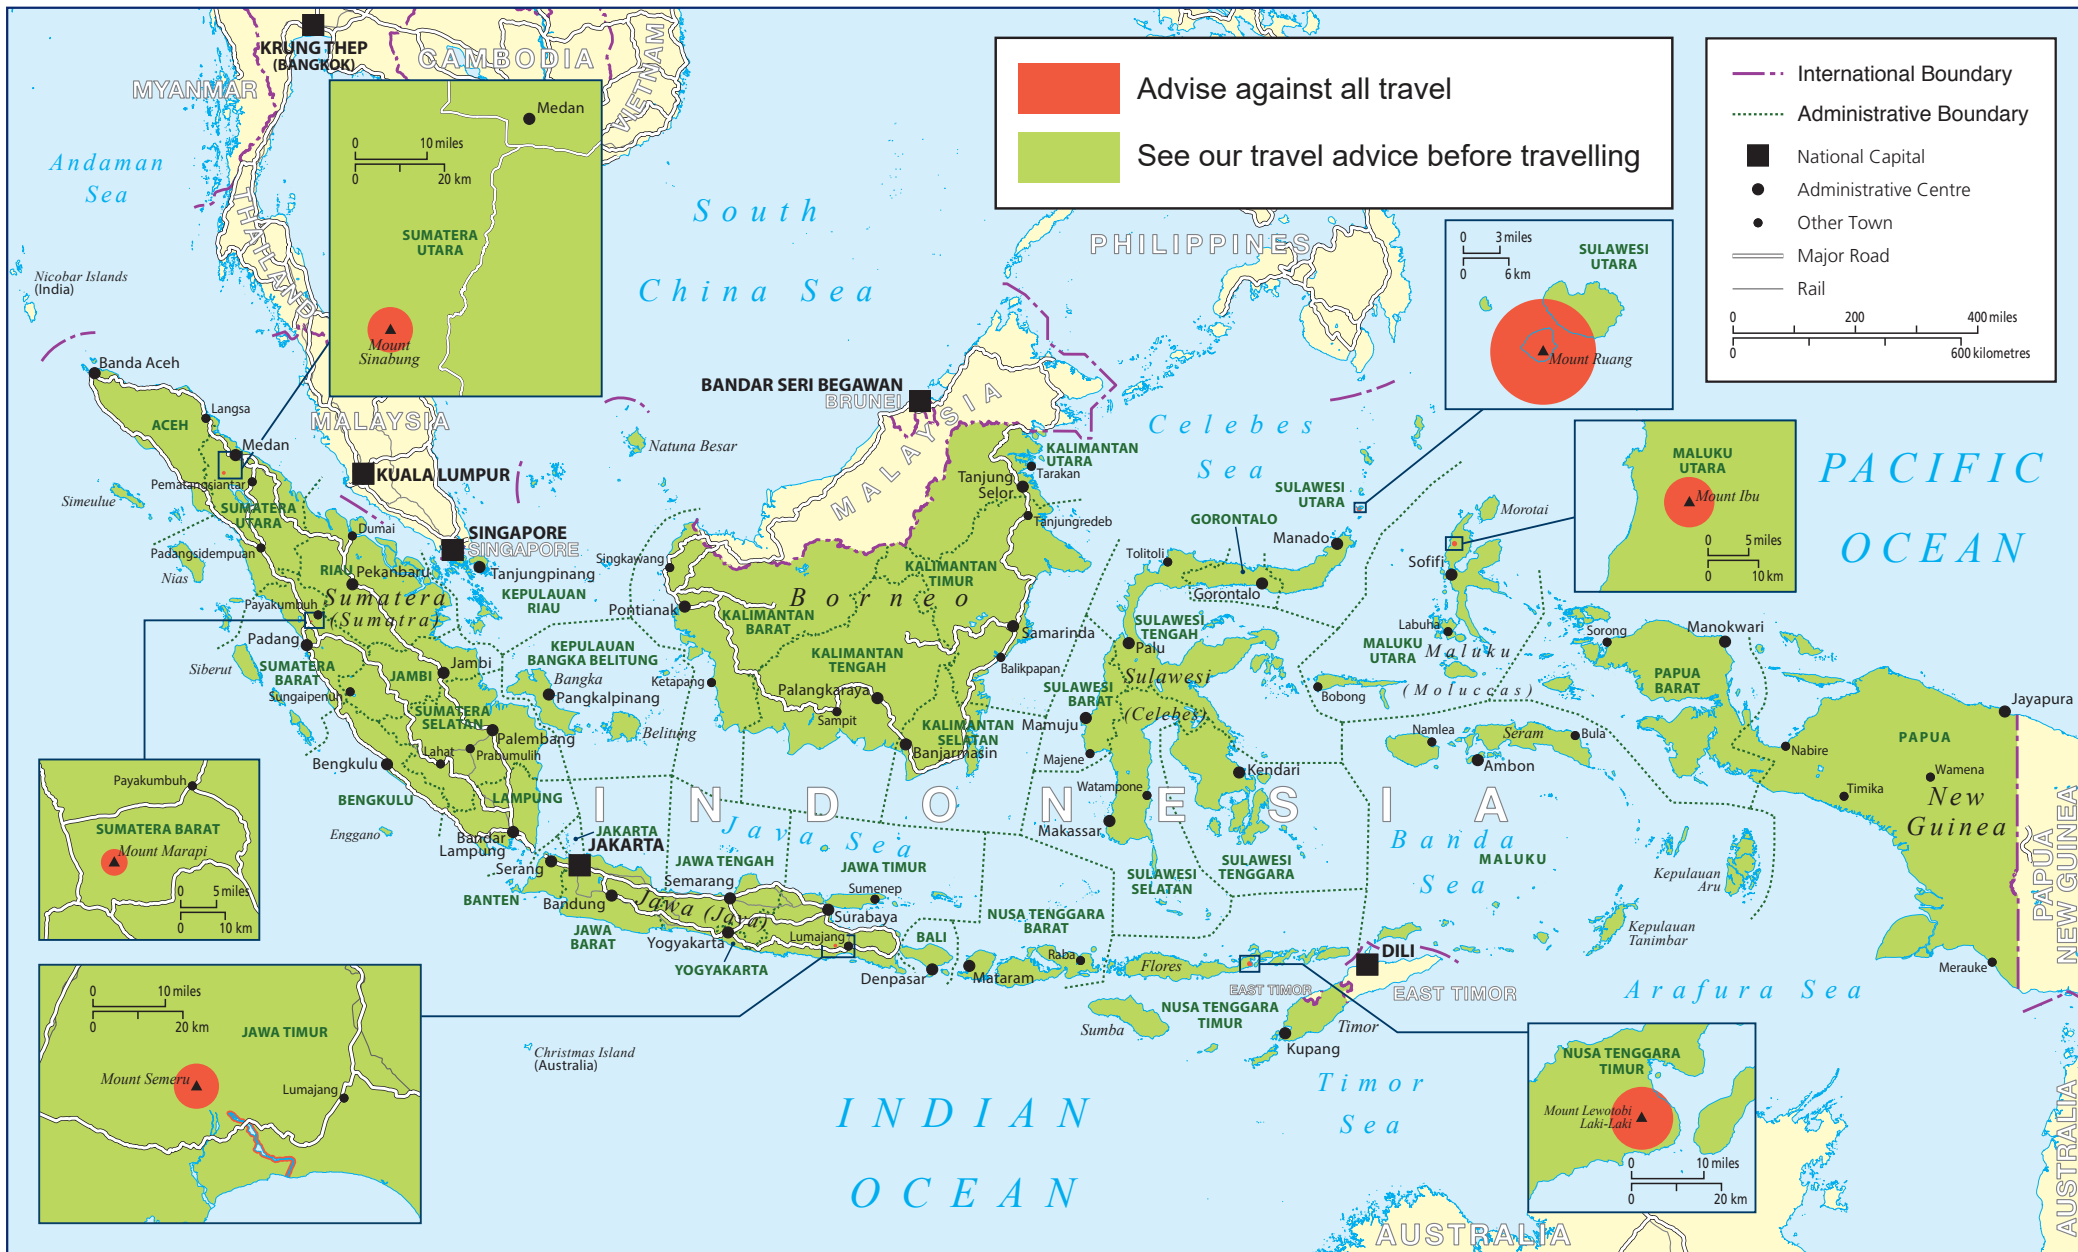 KRUNG THEP
(BANGKOK)
CAMBODIA
VIETNAM
MYANMAR
THAILAND
Andaman
Sea
Nicobar Islands
(India)
Medan
0 10 miles
0 20 km
SUMATERA
UTARA
Mount
Sinabung
South
China Sea
PHILIPPINES
Advise against all travel
See our travel advice before travelling
International Boundary
Administrative Boundary
National Capital
Administrative Centre
Other Town
Major Road
Rail
0 200 400 miles
0 600 kilometres
0 3 miles
0 6 km
SULAWESI
UTARA
Mount Ruang
MALUKU
UTARA
Mount Ibu
0 5 miles
0 10 km
PACIFIC
OCEAN
Banda Aceh
Langsa
ACEH
Medan
Pematangsiantar
Simeulue
SUMATERA
UTARA
Padangsidempuan
Nias
Dumai
RIAU
Pekanbaru
Payakumbuh
Sumatera
(Sumatra)
Padang
Siberut
SUMATERA
BARAT
Sungaipenuh
JAMBI
Jambi
SUMATERA
SELATAN
Palembang
Lahat
Prabumulih
Bengkulu
BENGKULU
LAMPUNG
Enggano
Bandar
Lampung
MALAYSIA
KUALA LUMPUR
SINGAPORE
SINGAPORE
Tanjungpinang
KEPULAUAN
RIAU
Natuna Besar
KEPULAUAN
BANGKA BELITUNG
Bangka
Pangkalpinang
Belitung
BANDAR SERI BEGAWAN
BRUNEI
MALAYSIA
Singkawang
Pontianak
Ketapang
KALIMANTAN
BARAT
Borneo
KALIMANTAN
TIMUR
KALIMANTAN
TENGAH
Palangkaraya
Sampit
KALIMANTAN
SELATAN
Banjarmasin
Samarinda
Balikpapan
KALIMANTAN
UTARA
Tarakan
Tanjung
Selor
Tanjungredeb
Celebes
Sea
SULAWESI
UTARA
GORONTALO
Manado
Tolitoli
Gorontalo
SULAWESI
TENGAH
Palu
Sulawesi
(Celebes)
SULAWESI
BARAT
Mamuju
Majene
Watampone
Makassar
Kendari
SULAWESI
SELATAN
SULAWESI
TENGGARA
Morotai
Sofifi
Labuha
MALUKU
UTARA
Maluku
(Moluccas)
Bobong
Namlea
Seram
Bula
Ambon
Banda
Sea
MALUKU
Sorong
Manokwari
PAPUA
BARAT
Jayapura
Nabire
PAPUA
Wamena
Timika
New
Guinea
Merauke
PAPUA
NEW GUINEA
Kepulauan
Aru
Kepulauan
Tanimbar
Arafura Sea
INDONESIA
Java Sea
JAKARTA
JAKARTA
Serang
BANTEN
Bandung
JAWA
BARAT
JAWA TENGAH
Semarang
Jawa (Java)
Yogyakarta
YOGYAKARTA
JAWA TIMUR
Sumenep
Surabaya
Lumajang
BALI
Denpasar
Mataram
NUSA TENGGARA
BARAT
Raba
Flores
Sumba
NUSA TENGGARA
TIMUR
EAST TIMOR
DILI
EAST TIMOR
Timor
Kupang
Timor
Sea
Christmas Island
(Australia)
INDIAN
OCEAN
AUSTRALIA
AUSTRALIA
Payakumbuh
SUMATERA BARAT
Mount Marapi
0 5 miles
0 10 km
0 10 miles
0 20 km
JAWA TIMUR
Mount Semeru
Lumajang
NUSA TENGGARA
TIMUR
Mount Lewotobi
Laki-Laki
0 10 miles
0 20 km